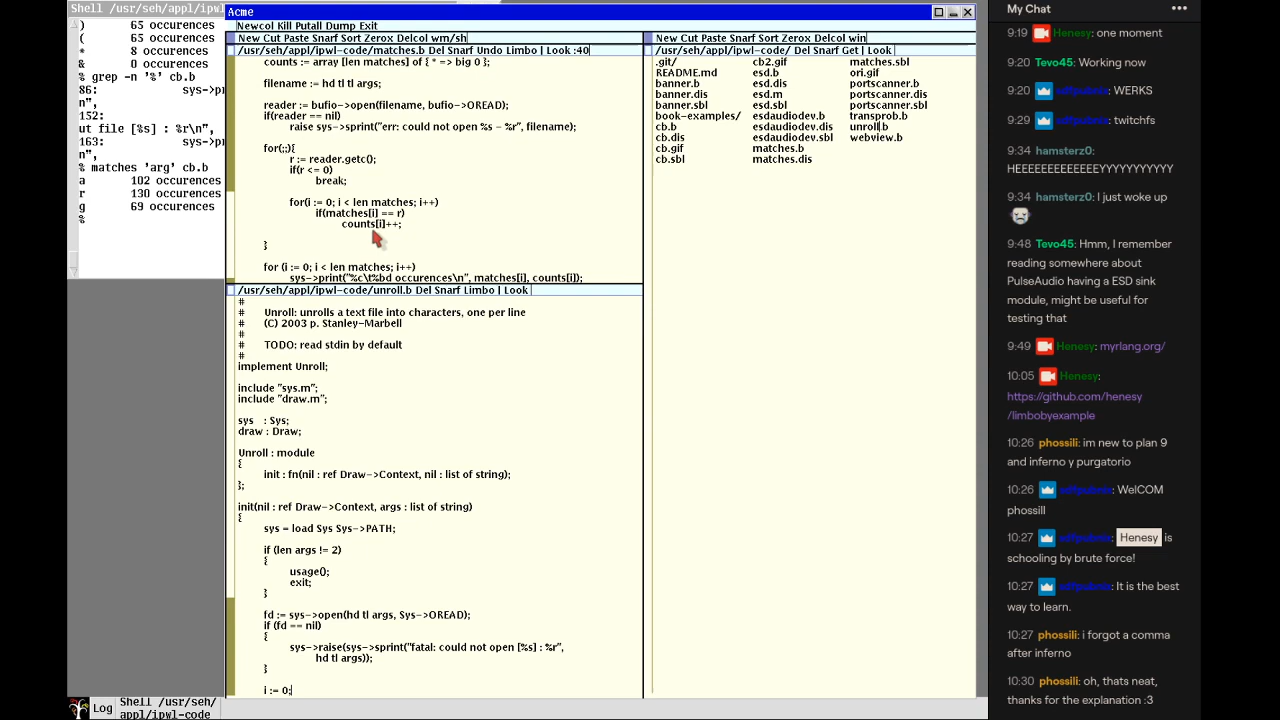 Shell /usr/seh/appl/ipwl-code
)	65 occurences
(	65 occurences
*	8 occurences
&	0 occurences
% grep -n '%' cb.b
86:	sys->pr
n",
152:
ut file [%s] : %r\n",
163:	sys->pr
n",
% matches 'arg' cb.b
a	102 occurences
r	130 occurences
g	69 occurences
%
Acme
Newcol Kill Putall Dump Exit
New Cut Paste Snarf Sort Zerox Delcol wm/sh
/usr/seh/appl/ipwl-code/matches.b Del Snarf Undo Limbo | Look :40
counts := array [len matches] of { * => big 0 };
filename := hd tl tl args;
reader := bufio->open(filename, bufio->OREAD);
if(reader == nil)
raise sys->sprint("err: could not open %s - %r", filename);
for(;;){
r := reader.getc();
if(r <= 0)
break;
for(i := 0; i < len matches; i++)
if(matches[i] == r)
counts[i]++;
}
for (i := 0; i < len matches; i++)
sys->print("%c\t%bd occurences\n", matches[i], counts[i]);
/usr/seh/appl/ipwl-code/unroll.b Del Snarf Limbo | Look
#
#	Unroll: unrolls a text file into characters, one per line
#	(C) 2003 p. Stanley-Marbell
#
#	TODO: read stdin by default
#
implement Unroll;
include "sys.m";
include "draw.m";
sys	: Sys;
draw : Draw;
Unroll : module
{
init : fn(nil : ref Draw->Context, nil : list of string);
};
init(nil : ref Draw->Context, args : list of string)
{
sys = load Sys Sys->PATH;
if (len args != 2)
{
usage();
exit;
}
fd := sys->open(hd tl args, Sys->OREAD);
if (fd == nil)
{
sys->raise(sys->sprint("fatal: could not open [%s] : %r",
hd tl args));
}
i := 0;
New Cut Paste Snarf Sort Zerox Delcol win
/usr/seh/appl/ipwl-code/ Del Snarf Get | Look
.git/	cb2.gif	matches.sbl
README.md	esd.b	ori.gif
banner.b	esd.dis	portscanner.b
banner.dis	esd.m	portscanner.dis
banner.sbl	esd.sbl	portscanner.sbl
book-examples/	esdaudiodev.b	transprob.b
cb.b	esdaudiodev.dis	unroll.b
cb.dis	esdaudiodev.sbl	webview.b
cb.gif	matches.b
cb.sbl	matches.dis
Log
Shell /usr/seh/
appl/ipwl-code
My Chat
9:19 Henesy: one moment
9:20 Tevo45: Working now
9:20 sdfpubnix: WERKS
9:29 sdfpubnix: twitchfs
9:34 hamsterz0:
HEEEEEEEEEEEEEYYYYYYYYYYY
9:34 hamsterz0: I just woke up
9:48 Tevo45: Hmm, I remember
reading somewhere about
PulseAudio having a ESD sink
module, might be useful for
testing that
9:49 Henesy: myrlang.org/
10:05 Henesy:
https://github.com/henesy
/limbobyexample
10:26 phossili: im new to plan 9
and inferno y purgatorio
10:26 sdfpubnix: WelCOM
phossill
10:27 sdfpubnix: Henesy is
schooling by brute force!
10:27 sdfpubnix: It is the best
way to learn.
10:27 phossili: i forgot a comma
after inferno
10:30 phossili: oh, thats neat,
thanks for the explanation :3